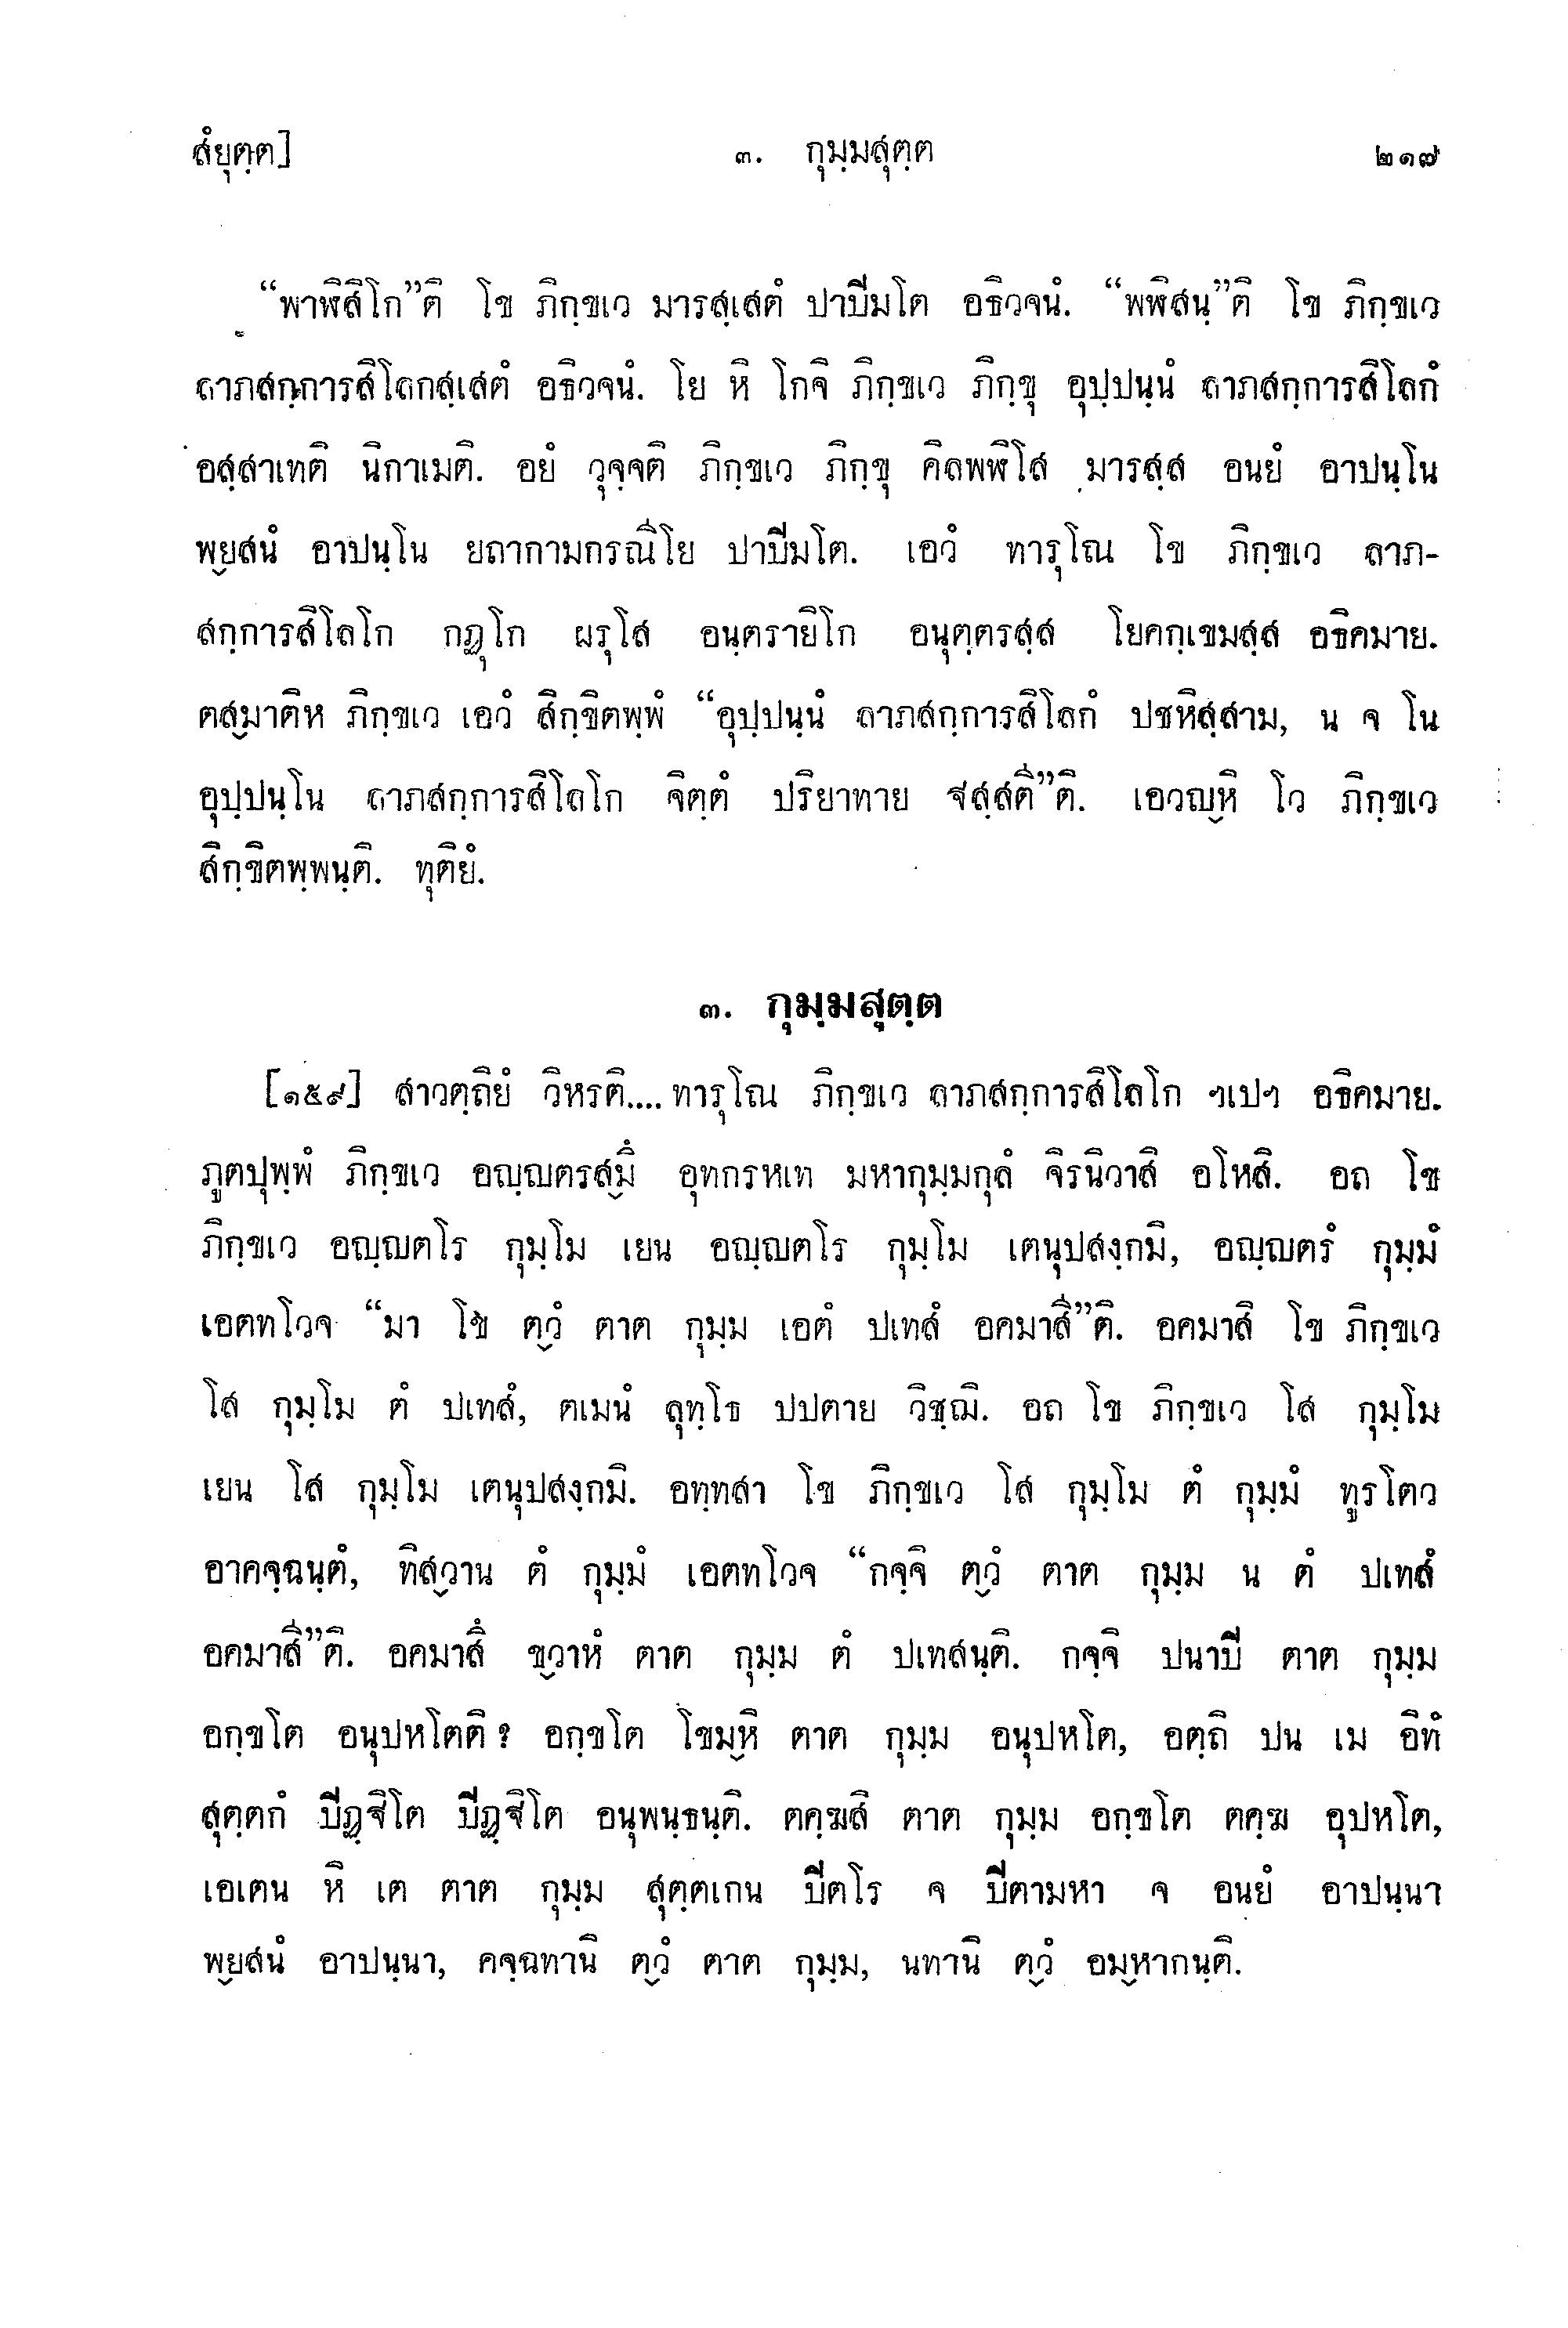 สํยุตฺต] ๓. กุมฺมสุตฺต ๒๑๗
“พาฬิสิโก”ติ โข ภิกฺขเว มารสฺเสตํ ปาปิมโต อธิวจนํ. “พฬิสนฺ”ติ โข ภิกฺขเว
ลาภสกฺการสิโลกสฺเสตํ อธิวจนํ. โย หิ โกจิ ภิกฺขเว ภิกฺขุ อุปฺปนฺนํ ลาภสกฺการสิโลกํ
อสฺสาเทติ นิกาเมติ. อยํ วุจฺจติ ภิกฺขเว ภิกฺขุ คิลพฬิโส มารสฺส อนยํ อาปนฺโน
พฺยสนํ อาปนฺโน ยถากามกรณีโย ปาปิมโต. เอวํ ทารุโณ โข ภิกฺขเว ลาภ-
สกฺการสิโลโก กฏุโก ผรุโส อนฺตรายิโก อนุตฺตรสฺส โยคกฺเขมสฺส อธิคมาย.
ตสฺมาติห ภิกฺขเว เอวํ สิกฺขิตพฺพํ “อุปฺปนฺนํ ลาภสกฺการสิโลกํ ปชหิสฺสาม, น จ โน
อุปฺปนฺโน ลาภสกฺการสิโลโก จิตฺตํ ปริยาทาย ฐสฺสตี”ติ. เอวญฺหิ โว ภิกฺขเว
สิกฺขิตพฺพนฺติ. ทุติยํ.
๓. กุมฺมสุตฺต
[๑๕๙] สาวตฺถิยํ วิหรติ.... ทารุโณ ภิกฺขเว ลาภสกฺการสิโลโก ฯเปฯ อธิคมาย.
ภูตปุพฺพํ ภิกฺขเว อญฺญตรสฺมึ อุทกรหเท มหากุมฺมกุลํ จิรนิวาสิ อโหสิ. อถ โข
ภิกฺขเว อญฺญตโร กุมฺโม เยน อญฺญตโร กุมฺโม เตนุปสงฺกมิ, อญฺญตรํ กุมฺมํ
เอตทโวจ “มา โข ตฺวํ ตาต กุมฺม เอตํ ปเทสํ อคมาสี”ติ. อคมาสิ โข ภิกฺขเว
โส กุมฺโม ตํ ปเทสํ, ตเมนํ ลุทฺโธ ปปตาย วิชฺฌิ. อถ โข ภิกฺขเว โส กุมฺโม
เยน โส กุมฺโม เตนุปสงฺกมิ. อทฺทสา โข ภิกฺขเว โส กุมฺโม ตํ กุมฺมํ ทูรโตว
อาคจฺฉนฺตํ, ทิสฺวาน ตํ กุมฺมํ เอตทโวจ “กจฺจิ ตฺวํ ตาต กุมฺม น ตํ ปเทสํ
อคมาสี”ติ. อคมาสึ ขฺวาหํ ตาต กุมฺม ตํ ปเทสนฺติ. กจฺจิ ปนาปิ ตาต กุมฺม
อกฺขโต อนุปหโตติ? อกฺขโต โขมฺหิ ตาต กุมฺม อนุปหโต, อตฺถิ ปน เม อิทํ
สุตฺตกํ ปิฏฺฐิโต ปิฏฺฐิโต อนุพนฺธนฺติ. ตคฺฆสิ ตาต กุมฺม อกฺขโต ตคฺฆ อุปหโต,
เอเตน หิ เต ตาต กุมฺม สุตฺตเกน ปิตโร จ ปิตามหา จ อนยํ อาปนฺนา
พฺยสนํ อาปนฺนา, คจฺฉทานิ ตฺวํ ตาต กุมฺม, นทานิ ตฺวํ อมฺหากนฺติ.